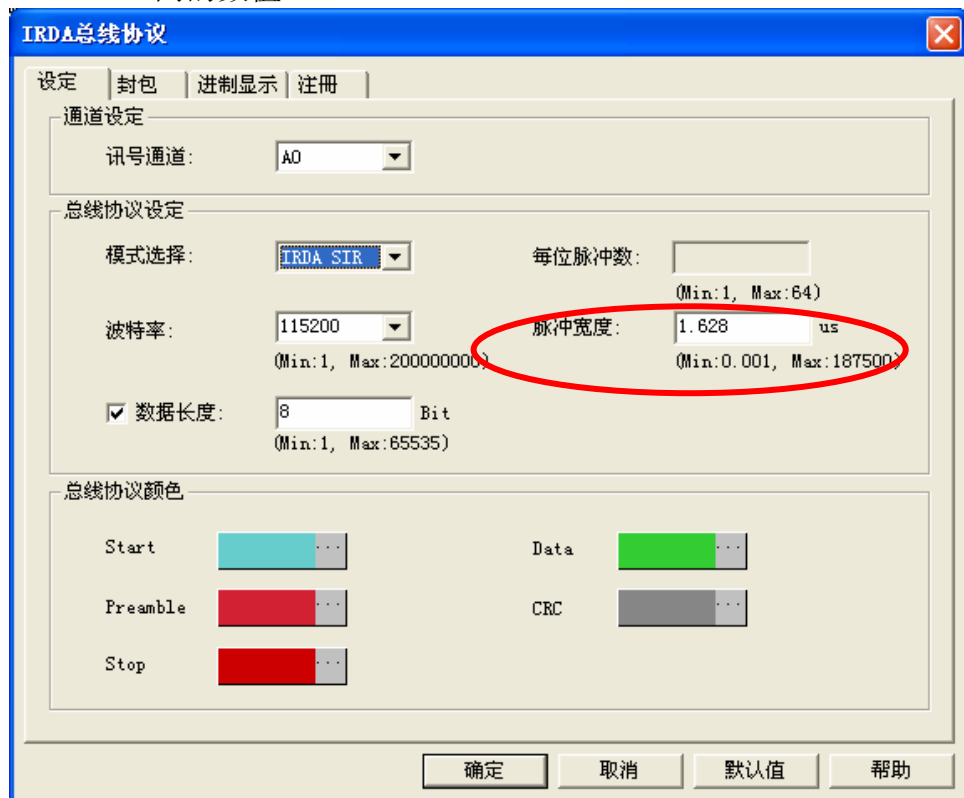 IRDA总线协议
设定 封包 进制显示 注册
通道设定
讯号通道: A0
总线协议设定
模式选择: IRDA SIR 每位脉冲数:
(Min:1, Max:64)
波特率: 115200 脉冲宽度: 1.628 us
(Min:1, Max:200000000) (Min:0.001, Max:187500)
数据长度: 8 Bit
(Min:1, Max:65535)
总线协议颜色
Start ... Data ...
Preamble ... CRC ...
Stop ...
确定 取消 默认值 帮助